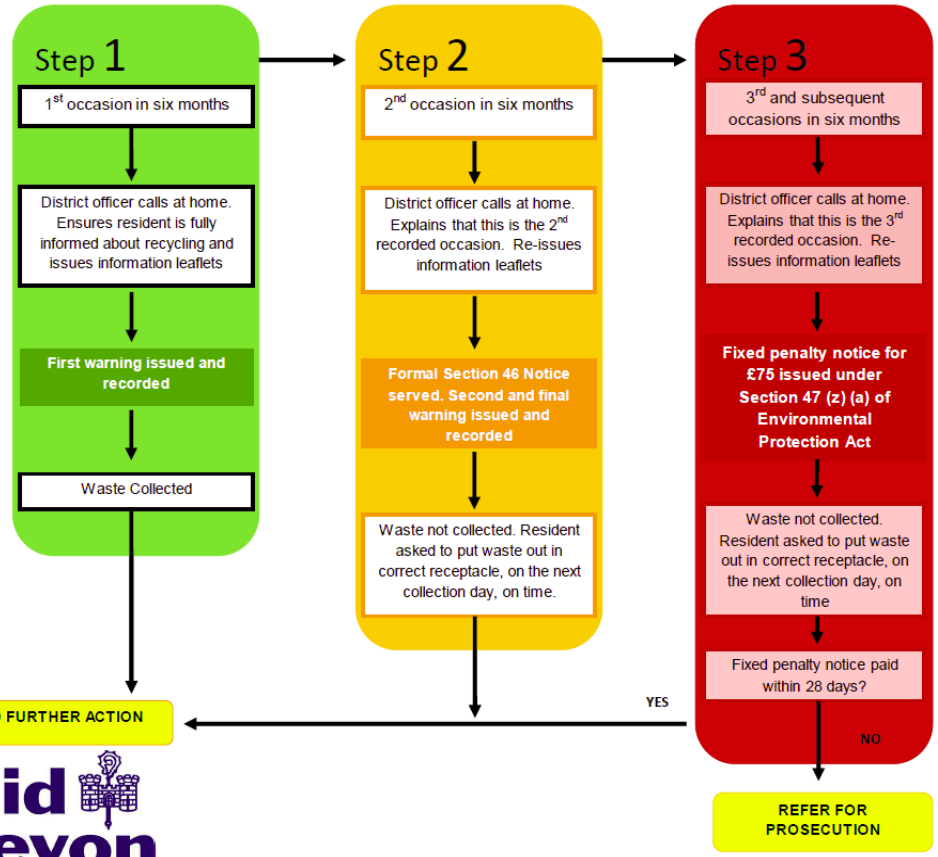 Step 1
1st occasion in six months
District officer calls at home.
Ensures resident is fully
informed about recycling and
issues information leaflets
First warning issued and
recorded
Waste Collected
Step 2
2nd occasion in six months
District officer calls at home.
Explains that this is the 2nd
recorded occasion. Re-issues
information leaflets
Formal Section 46 Notice
served. Second and final
warning issued and
recorded
Waste not collected. Resident
asked to put waste out in
correct receptacle, on the next
collection day, on time.
Step 3
3rd and subsequent
occasions in six months
District officer calls at home.
Explains that this is the 3rd
recorded occasion. Re-
issues information leaflets
Fixed penalty notice for
£75 issued under
Section 47 (z) (a) of
Environmental
Protection Act
Waste not collected.
Resident asked to put waste
out in correct receptacle, on
the next collection day, on
time
Fixed penalty notice paid
within 28 days?
YES
NO
FURTHER ACTION
REFER FOR
PROSECUTION
id
evon